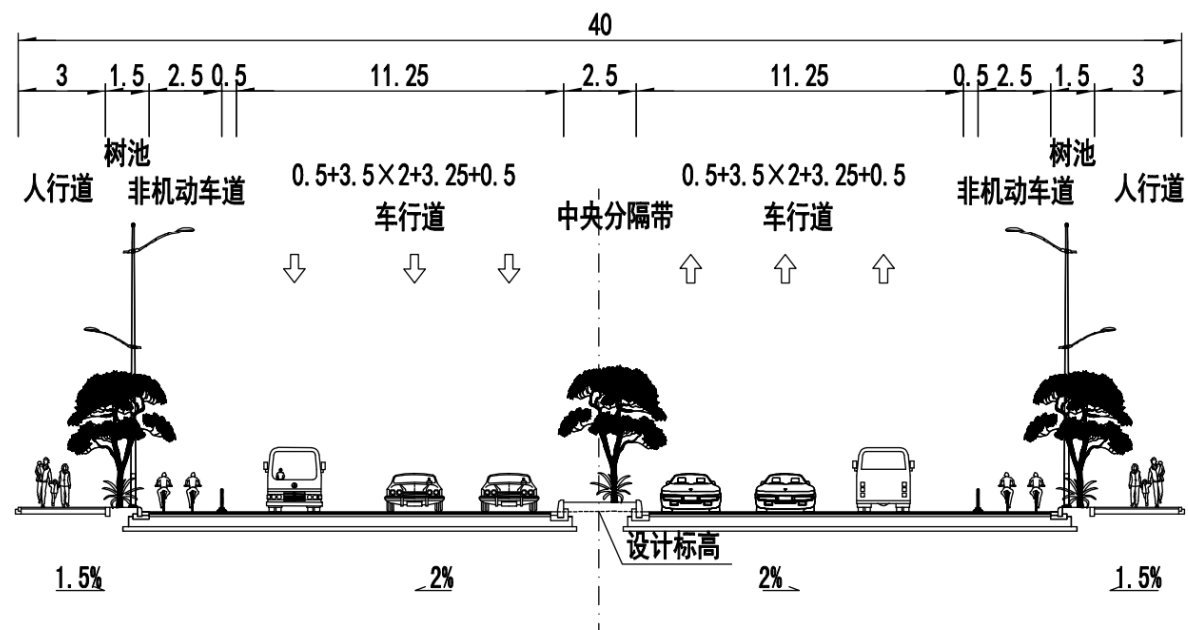 40
3 1.5 2.5 0.5 11.25 2.5 11.25 0.5 2.5 1.5 3
树池 树池
人行道 非机动车道 0.5+3.5×2+3.25+0.5 0.5+3.5×2+3.25+0.5 非机动车道 人行道
车行道 中央分隔带 车行道
设计标高
1.5% 2% 2% 1.5%